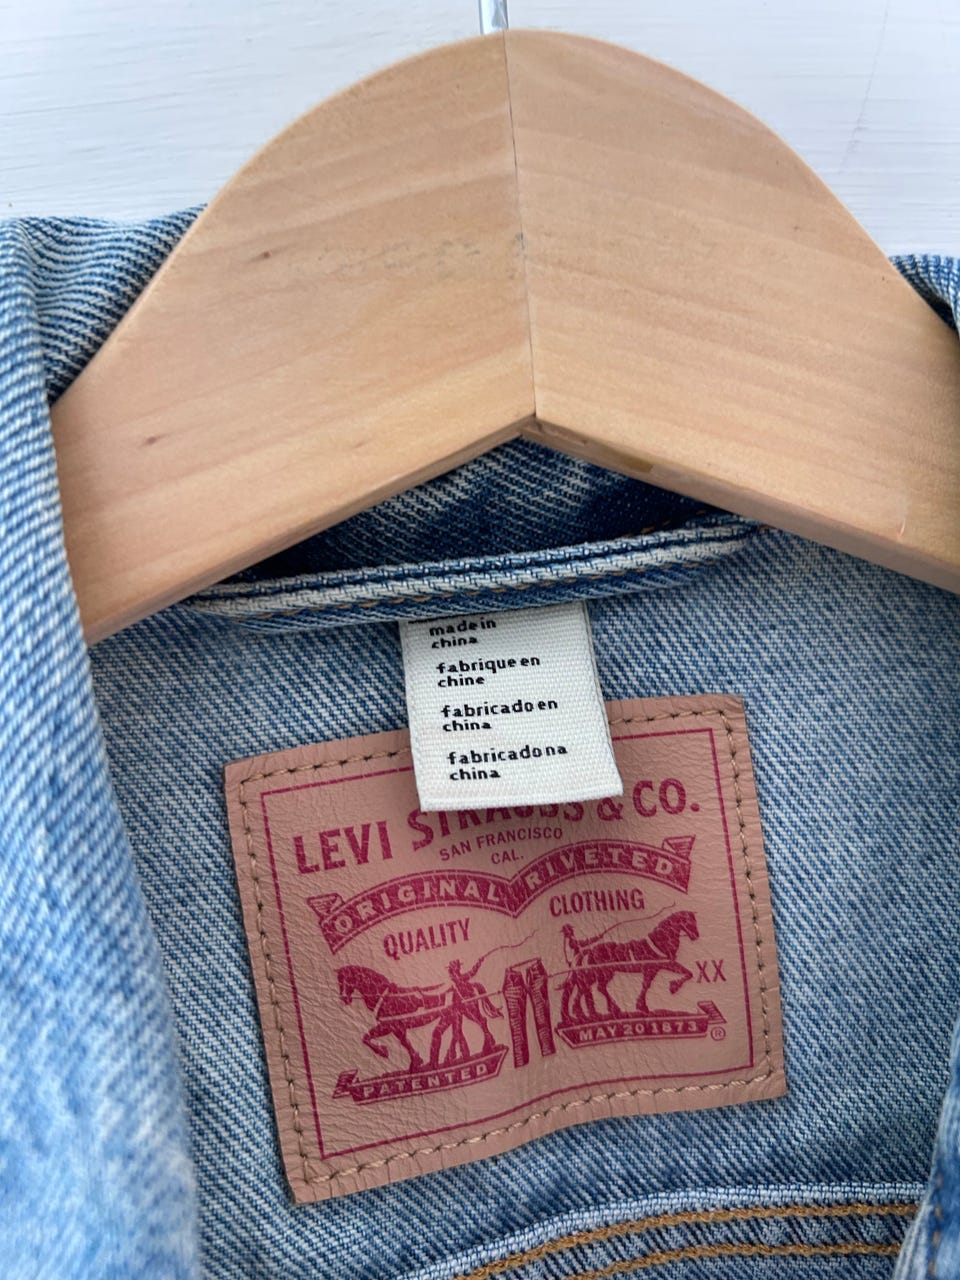 made in
china
fabrique en
chine
fabricado en
china
fabricado na
china
LEVI STRAUSS & CO.
SAN FRANCISCO
CAL.
ORIGINAL RIVETED
QUALITY CLOTHING
XX
PATENTED MAY 20 1873 ®